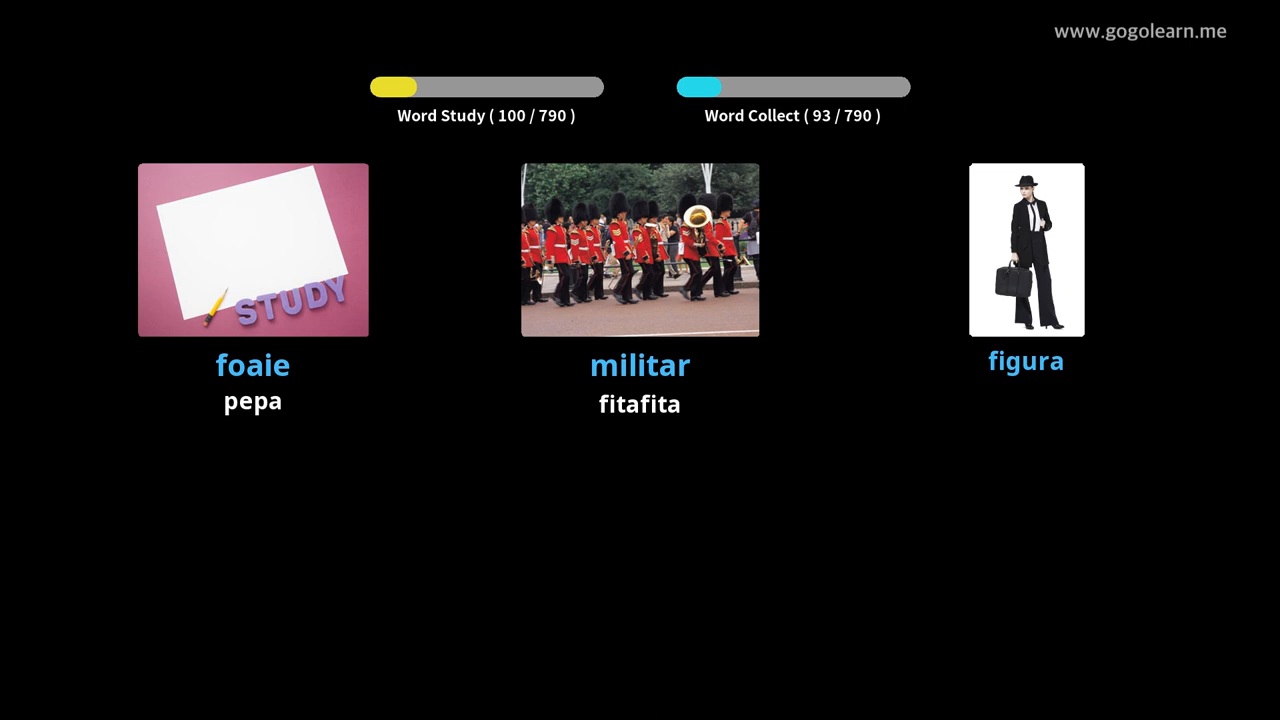 www.gogolearn.me
Word Study ( 100 / 790 )
Word Collect ( 93 / 790 )
STUDY
foaie
pepa
militar
fitafita
figura